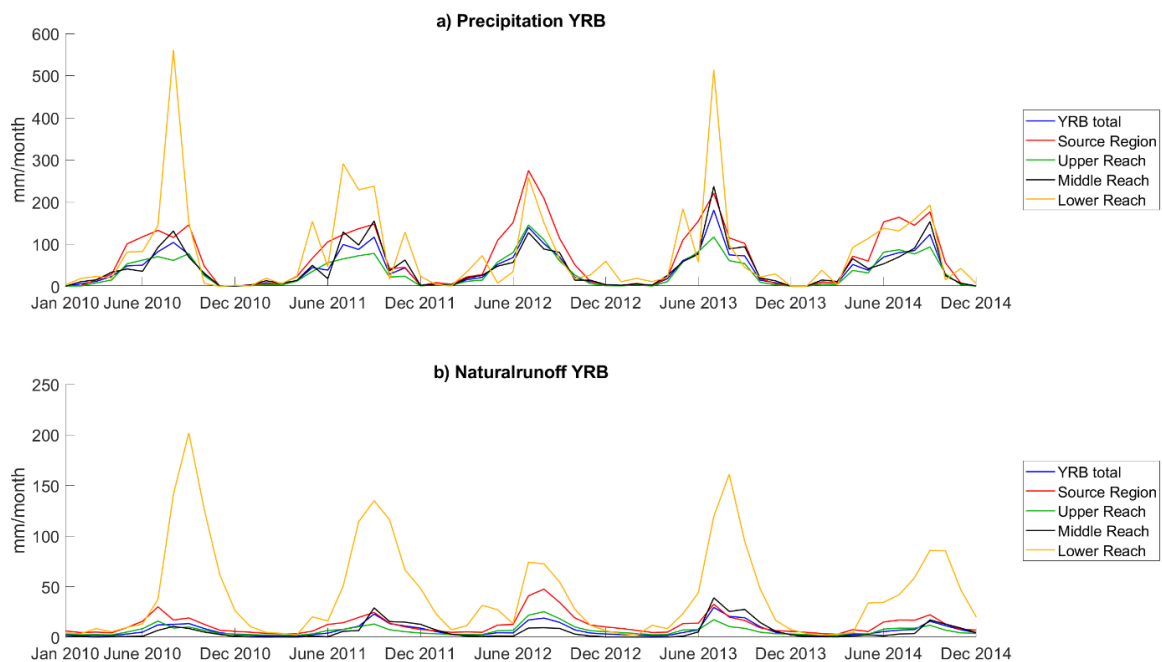 a) Precipitation YRB
600
500
400
300
200
100
0
mm/month
Jan 2010 June 2010 Dec 2010 June 2011 Dec 2011 June 2012 Dec 2012 June 2013 Dec 2013 June 2014 Dec 2014
YRB total
Source Region
Upper Reach
Middle Reach
Lower Reach
b) Naturalrunoff YRB
250
200
150
100
50
0
mm/month
Jan 2010 June 2010 Dec 2010 June 2011 Dec 2011 June 2012 Dec 2012 June 2013 Dec 2013 June 2014 Dec 2014
YRB total
Source Region
Upper Reach
Middle Reach
Lower Reach